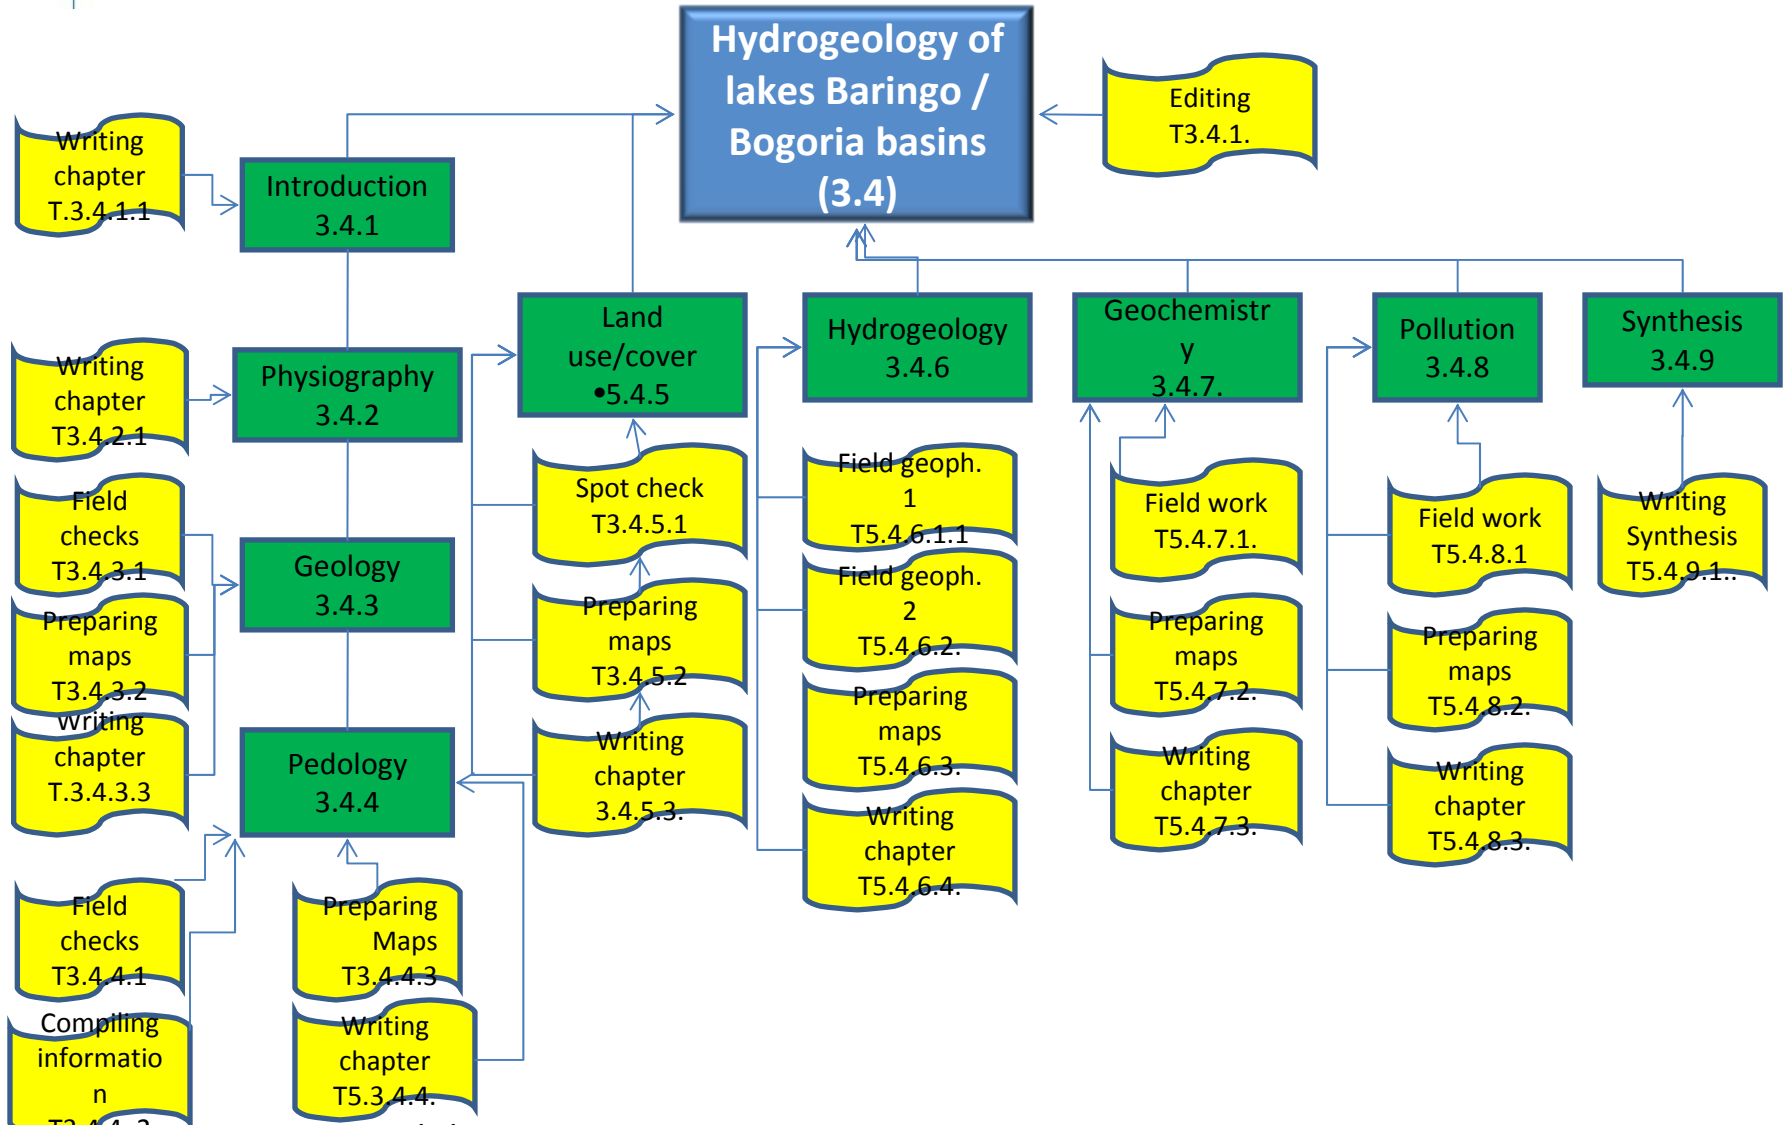 Hydrogeology of
lakes Baringo /
Bogoria basins
(3.4)
Editing
T3.4.1.
Writing
chapter
T.3.4.1.1
Introduction
3.4.1
Writing
chapter
T3.4.2.1
Physiography
3.4.2
Field
checks
T3.4.3.1
Preparing
maps
T3.4.3.2
Writing
chapter
T.3.4.3.3
Geology
3.4.3
Pedology
3.4.4
Field
checks
T3.4.4.1
Compiling
informatio
n
Preparing
Maps
T3.4.4.3
Writing
chapter
T5.3.4.4.
Land
use/cover
•5.4.5
Spot check
T3.4.5.1
Preparing
maps
T3.4.5.2
Writing
chapter
3.4.5.3.
Hydrogeology
3.4.6
Field geoph.
1
T5.4.6.1.1
Field geoph.
2
T5.4.6.2.
Preparing
maps
T5.4.6.3.
Writing
chapter
T5.4.6.4.
Geochemistr
y
3.4.7.
Field work
T5.4.7.1.
Preparing
maps
T5.4.7.2.
Writing
chapter
T5.4.7.3.
Pollution
3.4.8
Field work
T5.4.8.1
Preparing
maps
T5.4.8.2.
Writing
chapter
T5.4.8.3.
Synthesis
3.4.9
Writing
Synthesis
T5.4.9.1..